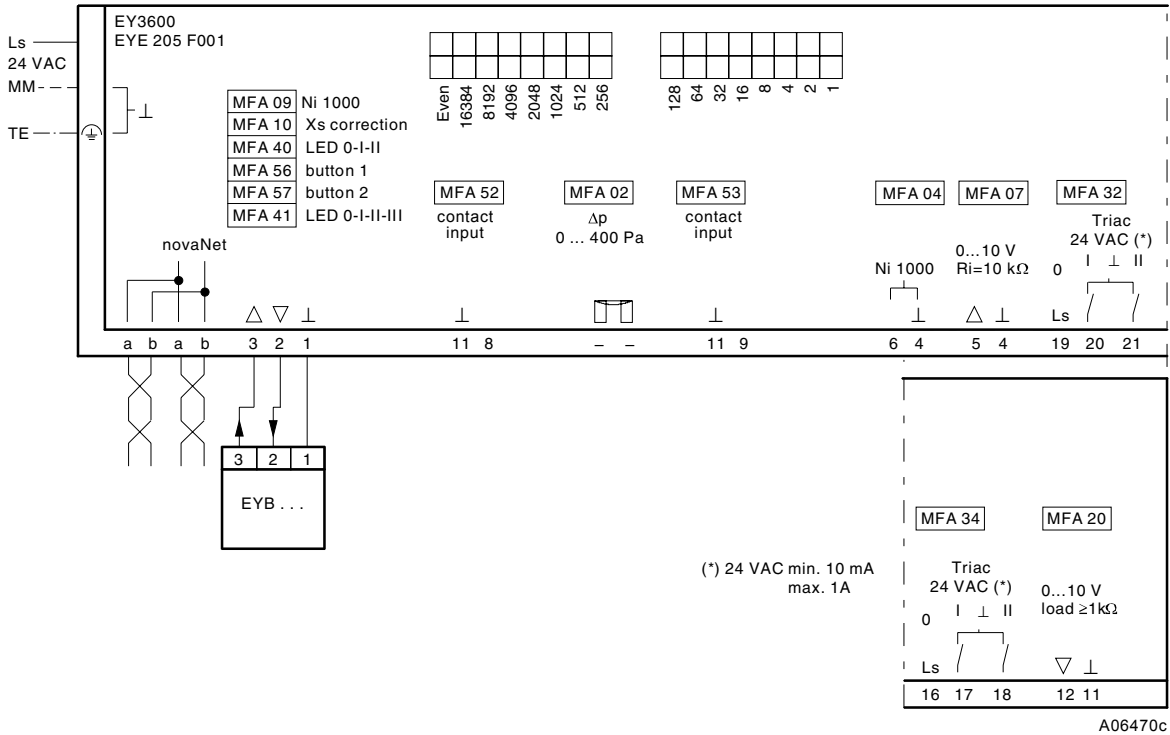 EY3600
EYE 205 F001
Ls
24 VAC
MM
TE
⊥
MFA 09 Ni 1000
MFA 10 Xs correction
MFA 40 LED 0-I-II
MFA 56 button 1
MFA 57 button 2
MFA 41 LED 0-I-II-III
Even 16384 8192 4096 2048 1024 512 256
128 64 32 16 8 4 2 1
MFA 52
contact
input
MFA 02
Δp
0 ... 400 Pa
MFA 53
contact
input
MFA 04
Ni 1000
MFA 07
0...10 V
Ri=10 kΩ
MFA 32
Triac
24 VAC (*)
0 I ⊥ II
Ls
novaNet
△ ▽ ⊥ ⊥ ⊥ ⊥ △ ⊥
a b a b 3 2 1 11 8 – – 11 9 6 4 5 4 19 20 21
3 2 1
EYB . . .
(*) 24 VAC min. 10 mA
max. 1A
MFA 34
Triac
24 VAC (*)
0 I ⊥ II
Ls
MFA 20
0...10 V
load ≥1kΩ
▽ ⊥
16 17 18 12 11
A06470c